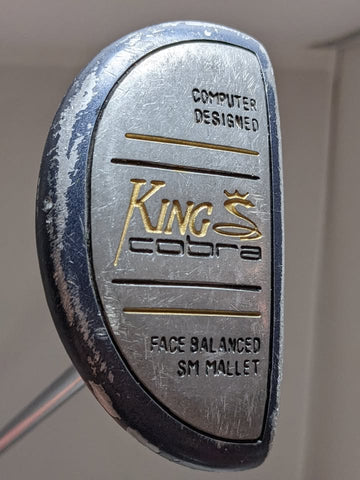 COMPUTER
DESIGNED
KING
cobra
FACE BALANCED
SM MALLET